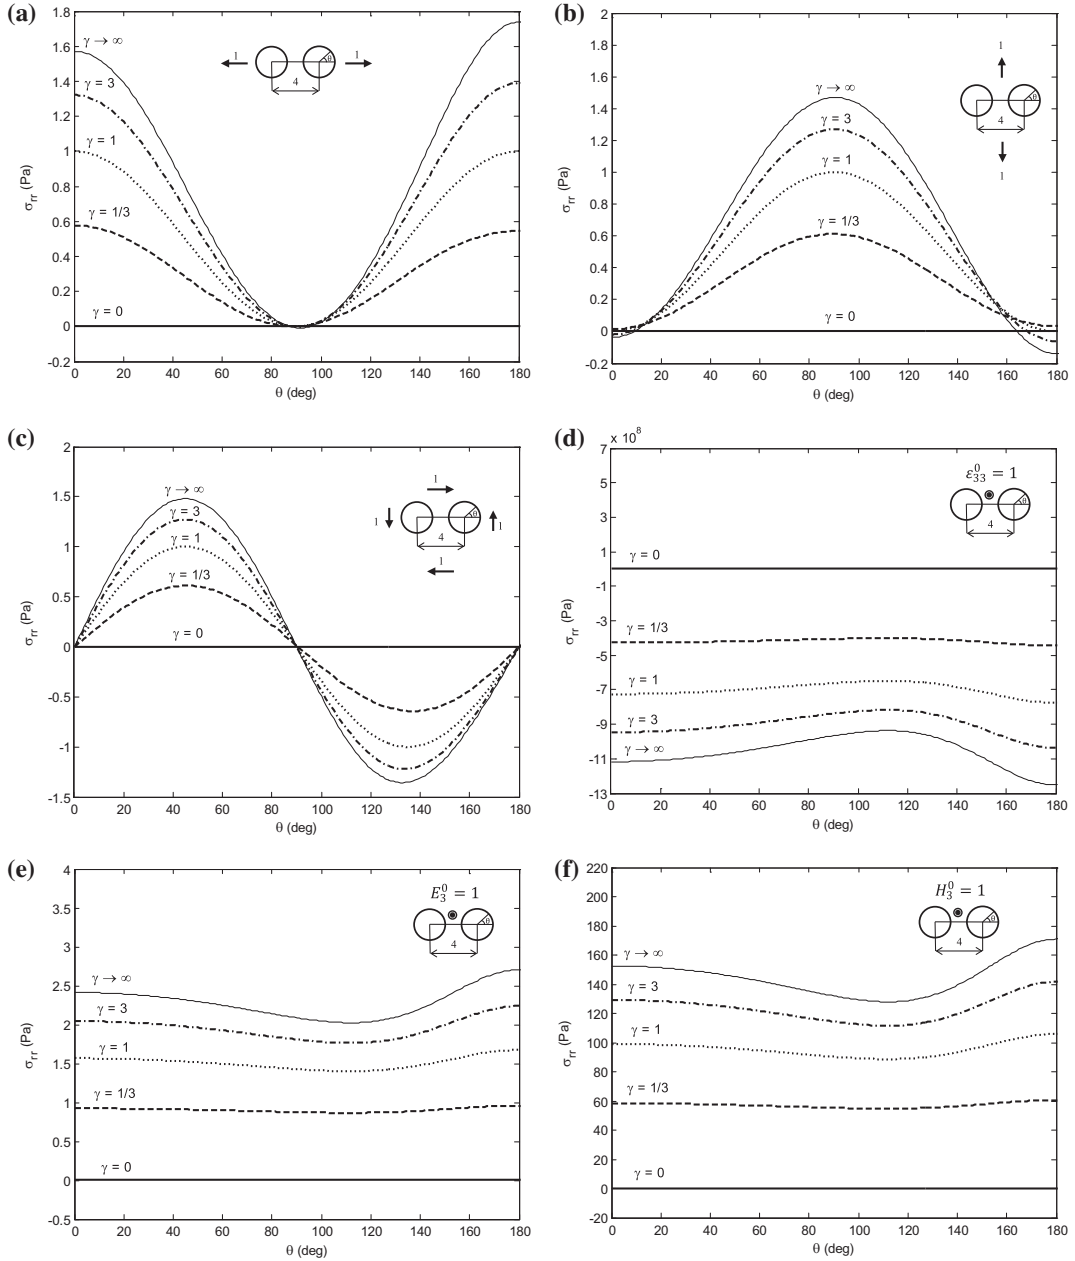 (a)
1.8
1.6
1.4
1.2
1
0.8
0.6
0.4
0.2
0
-0.2
σrr (Pa)
γ → ∞
γ = 3
γ = 1
γ = 1/3
γ = 0
1
1
θ
4
0 20 40 60 80 100 120 140 160 180
θ (deg)
(b)
2
1.8
1.6
1.4
1.2
1
0.8
0.6
0.4
0.2
0
-0.2
σrr (Pa)
γ → ∞
γ = 3
γ = 1
γ = 1/3
γ = 0
1
θ
4
1
0 20 40 60 80 100 120 140 160 180
θ (deg)
(c)
2
1.5
1
0.5
0
-0.5
-1
-1.5
σrr (Pa)
γ → ∞
γ = 3
γ = 1
γ = 1/3
γ = 0
1
1
θ
1
4
1
0 20 40 60 80 100 120 140 160 180
θ (deg)
(d)
x 10⁸
7
5
3
1
-1
-3
-5
-7
-9
-11
-13
σrr (Pa)
ε⁰₃₃ = 1
θ
4
γ = 0
γ = 1/3
γ = 1
γ = 3
γ → ∞
0 20 40 60 80 100 120 140 160 180
θ (deg)
(e)
4
3.5
3
2.5
2
1.5
1
0.5
0
-0.5
σrr (Pa)
E₃⁰ = 1
θ
4
γ → ∞
γ = 3
γ = 1
γ = 1/3
γ = 0
0 20 40 60 80 100 120 140 160 180
θ (deg)
(f)
220
200
180
160
140
120
100
80
60
40
20
0
-20
σrr (Pa)
H₃⁰ = 1
θ
4
γ → ∞
γ = 3
γ = 1
γ = 1/3
γ = 0
0 20 40 60 80 100 120 140 160 180
θ (deg)